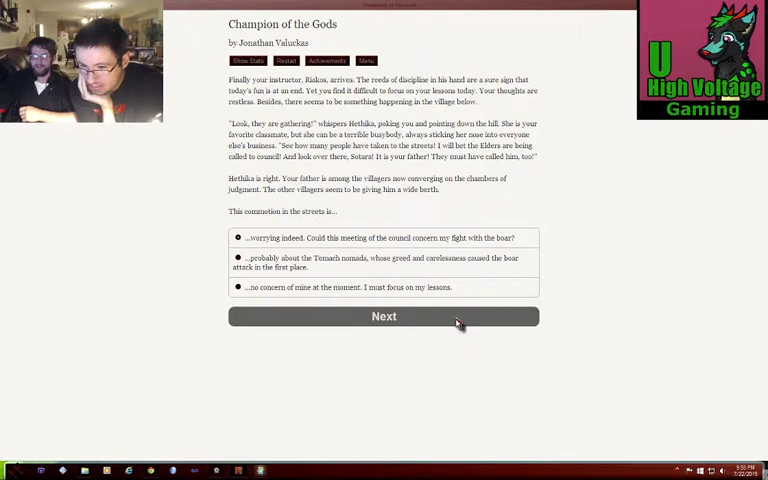 Champion of the Gods...
Champion of the Gods
by Jonathan Valuckas
Show Stats Restart Achievements Menu
Finally your instructor, Riakos, arrives. The reeds of discipline in his hand are a sure sign that
today's fun is at an end. Yet you find it difficult to focus on your lessons today. Your thoughts are
restless. Besides, there seems to be something happening in the village below.
"Look, they are gathering!" whispers Hethika, poking you and pointing down the hill. She is your
favorite classmate, but she can be a terrible busybody, always sticking her nose into everyone
else's business. "See how many people have taken to the streets! I will bet the Elders are being
called to council! And look over there, Sotara! It is your father! They must have called him, too!"
Hethika is right. Your father is among the villagers now converging on the chambers of
judgment. The other villagers seem to be giving him a wide berth.
This commotion in the streets is...
...worrying indeed. Could this meeting of the council concern my fight with the boar?
...probably about the Temach nomads, whose greed and carelessness caused the boar
attack in the first place.
...no concern of mine at the moment. I must focus on my lessons.
Next
U
High Voltage
Gaming
9:55 PM
7/22/2015